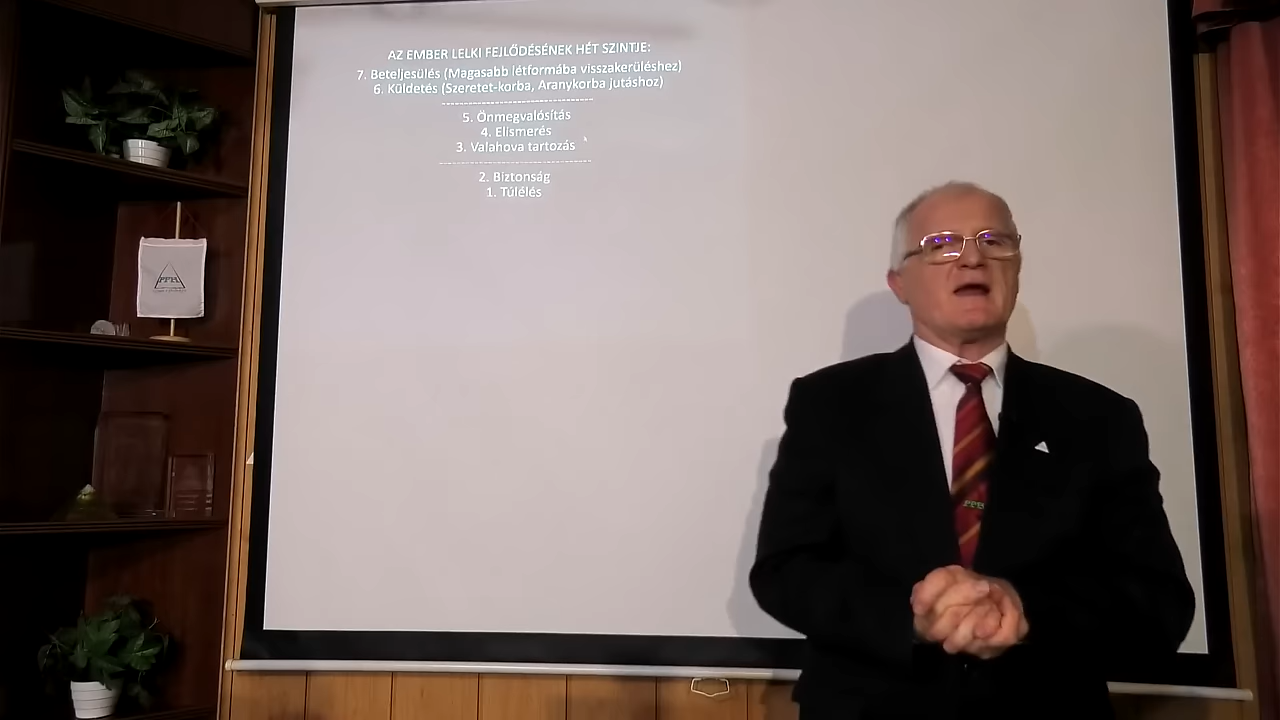 AZ EMBER LELKI FEJLŐDÉSÉNEK HÉT SZINTJE:
7. Beteljesülés (Magasabb létformába visszakerüléshez)
6. Küldetés (Szeretet-korba, Aranykorba jutáshoz)
5. Önmegvalósítás
4. Elismerés
3. Valahova tartozás
2. Biztonság
1. Túlélés